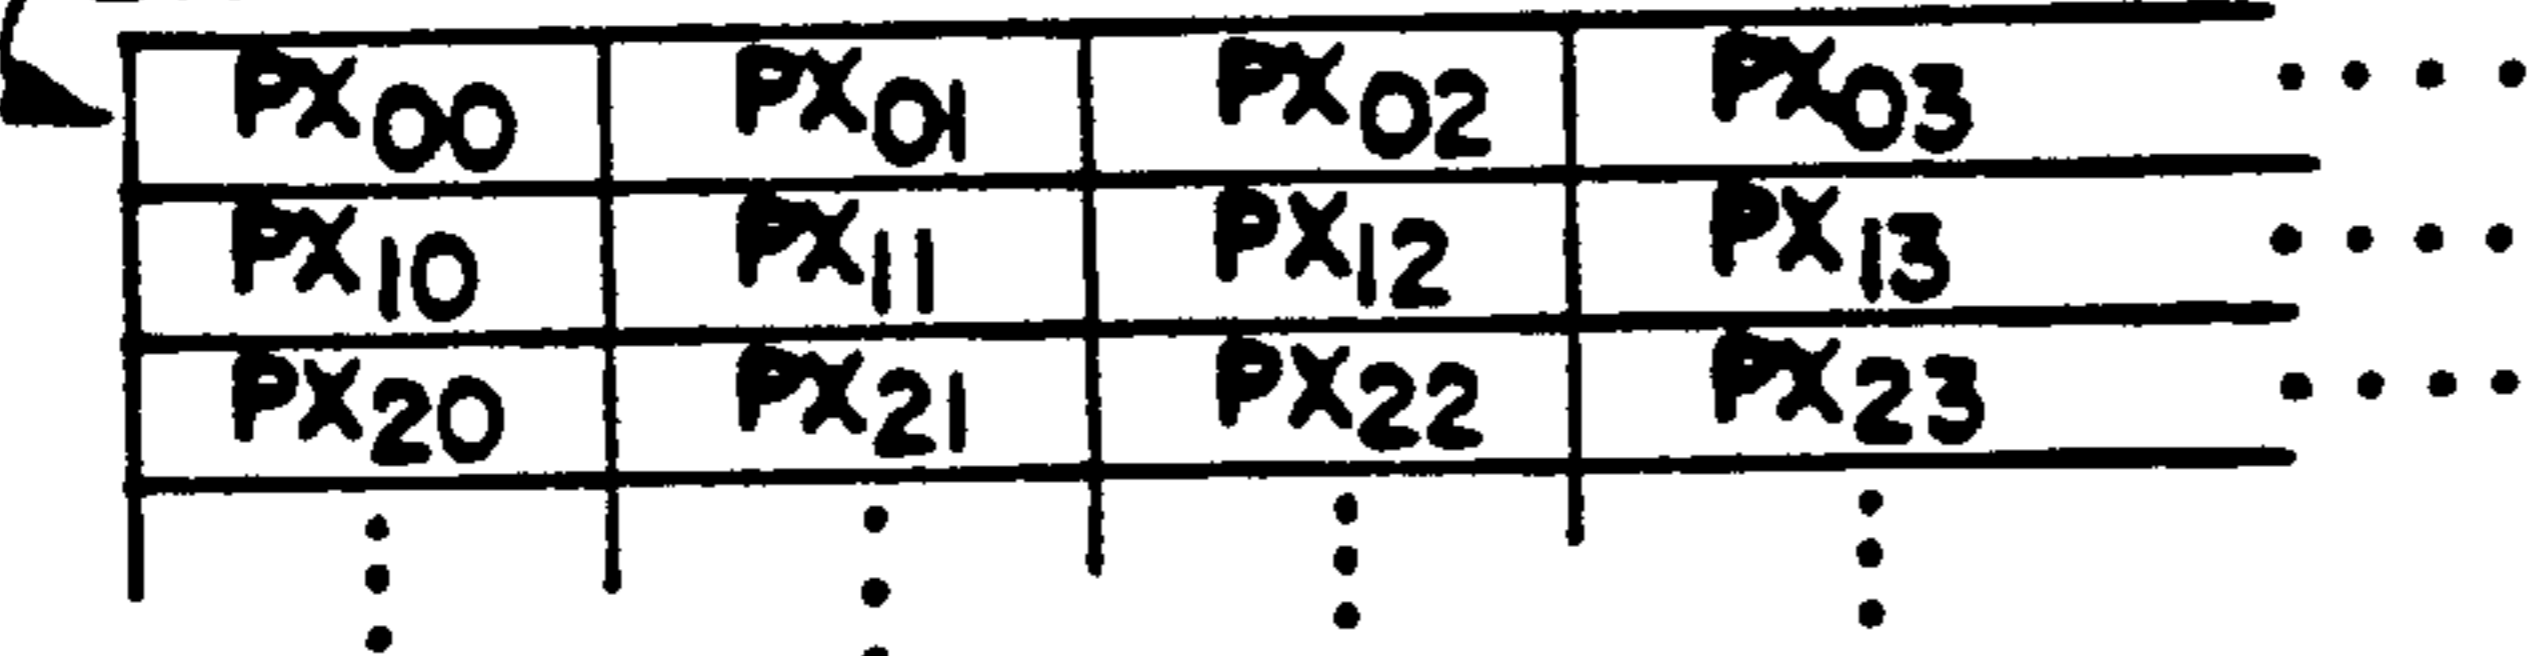 PX00 PX01 PX02 PX03 ....
PX10 PX11 PX12 PX13 ....
PX20 PX21 PX22 PX23 ....